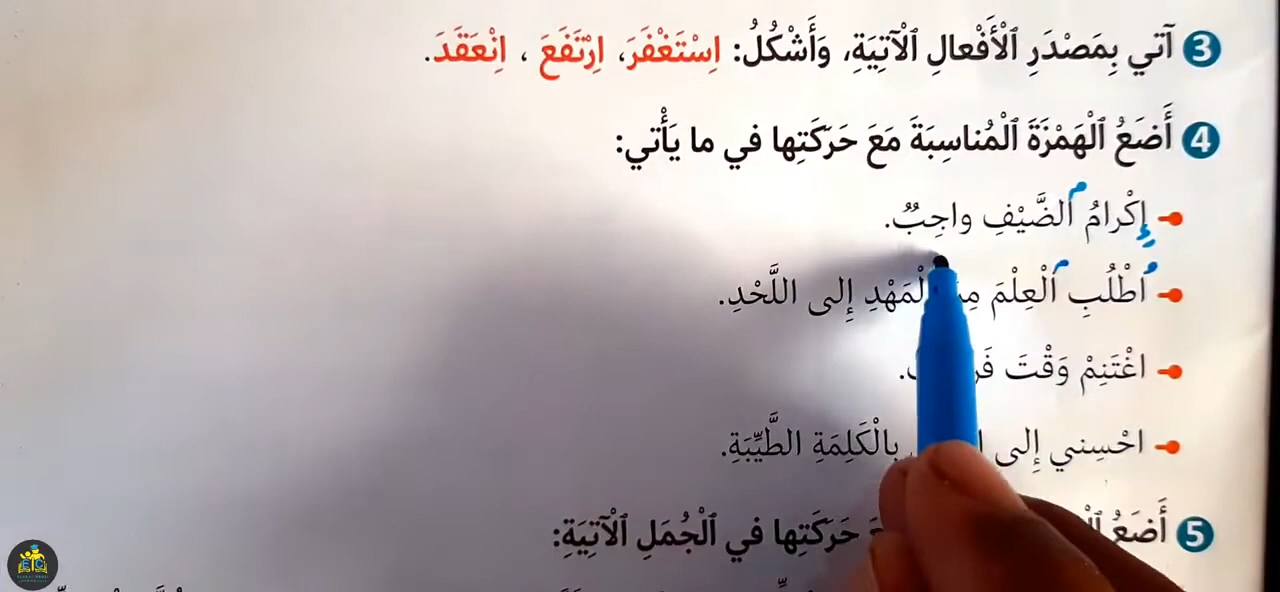 3 آتي بِمَصْدَرِ ٱلْأَفْعالِ ٱلْآتِيَةِ، وَأَشْكُلُ: اِسْتَغْفَرَ، اِرْتَفَعَ ، اِنْعَقَدَ.
4 أَضَعُ ٱلْهَمْزَةَ ٱلْمُناسِبَةَ مَعَ حَرَكَتِها في ما يَأْتي:
إِكْرامُ ٱلضَّيْفِ واجِبٌ.
اُطْلُبِ ٱلْعِلْمَ الْمَهْدِ إِلى اللَّحْدِ.
اغْتَنِمْ وَقْتَ
احْسِني إِلى بِالْكَلِمَةِ الطَّيِّبَةِ.
5 أَضَعُ حَرَكَتِها في ٱلْجُمَلِ ٱلْآتِيَةِ: